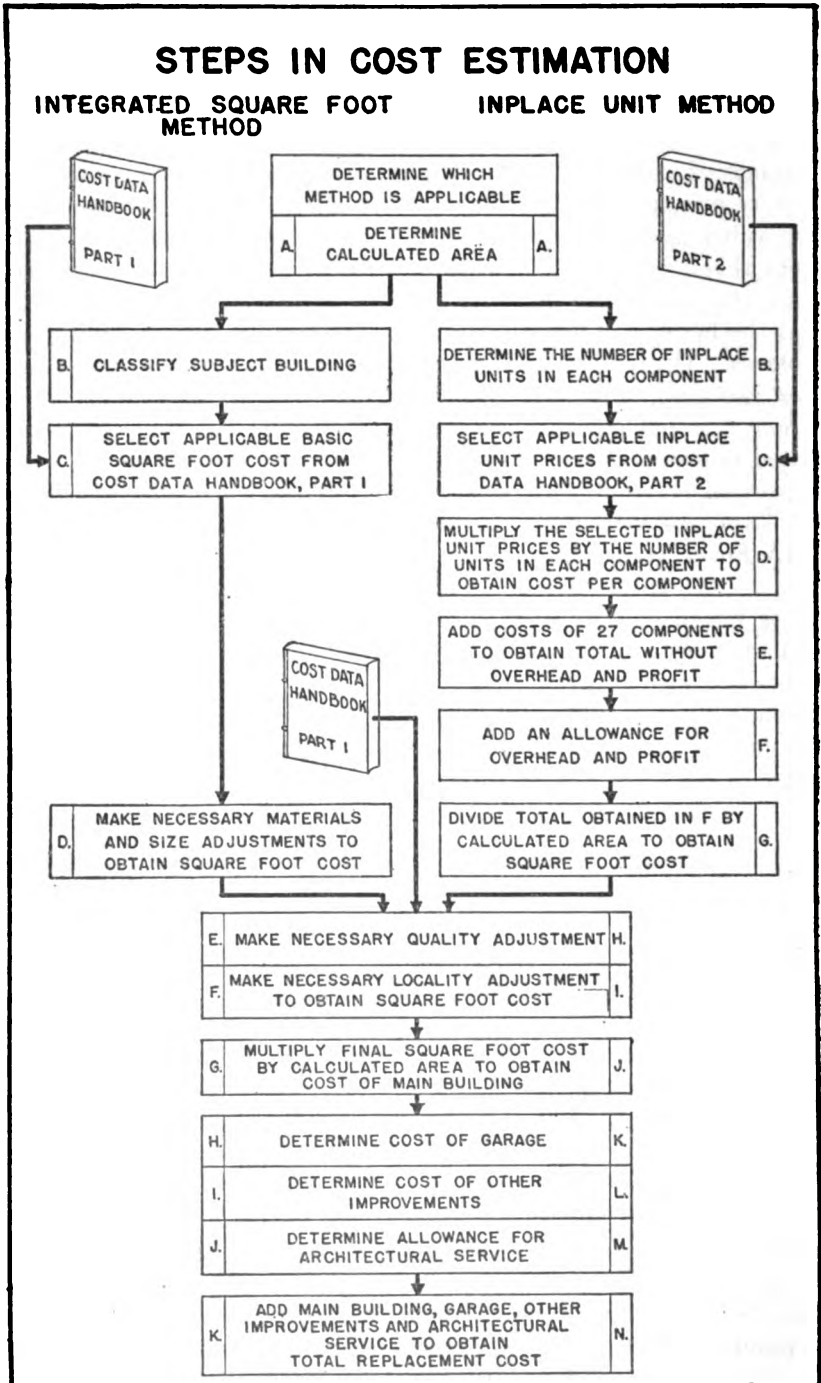 STEPS IN COST ESTIMATION
INTEGRATED SQUARE FOOT
METHOD
INPLACE UNIT METHOD
COST DATA
HANDBOOK
PART 1
DETERMINE WHICH
METHOD IS APPLICABLE
A. DETERMINE A.
CALCULATED AREA
COST DATA
HANDBOOK
PART 2
B. CLASSIFY SUBJECT BUILDING
DETERMINE THE NUMBER OF INPLACE
UNITS IN EACH COMPONENT
B.
C. SELECT APPLICABLE BASIC
SQUARE FOOT COST FROM
COST DATA HANDBOOK, PART 1
SELECT APPLICABLE INPLACE
UNIT PRICES FROM COST
DATA HANDBOOK, PART 2
C.
MULTIPLY THE SELECTED INPLACE
UNIT PRICES BY THE NUMBER OF
UNITS IN EACH COMPONENT TO
OBTAIN COST PER COMPONENT
D.
ADD COSTS OF 27 COMPONENTS
TO OBTAIN TOTAL WITHOUT
OVERHEAD AND PROFIT
E.
COST DATA
HANDBOOK
PART 1
ADD AN ALLOWANCE FOR
OVERHEAD AND PROFIT
F.
D. MAKE NECESSARY MATERIALS
AND SIZE ADJUSTMENTS TO
OBTAIN SQUARE FOOT COST
DIVIDE TOTAL OBTAINED IN F BY
CALCULATED AREA TO OBTAIN
SQUARE FOOT COST
G.
E. MAKE NECESSARY QUALITY ADJUSTMENT H.
F. MAKE NECESSARY LOCALITY ADJUSTMENT
TO OBTAIN SQUARE FOOT COST I.
G. MULTIPLY FINAL SQUARE FOOT COST
BY CALCULATED AREA TO OBTAIN
COST OF MAIN BUILDING J.
H. DETERMINE COST OF GARAGE K.
I. DETERMINE COST OF OTHER
IMPROVEMENTS L.
J. DETERMINE ALLOWANCE FOR
ARCHITECTURAL SERVICE M.
K. ADD MAIN BUILDING, GARAGE, OTHER
IMPROVEMENTS AND ARCHITECTURAL
SERVICE TO OBTAIN
TOTAL REPLACEMENT COST N.